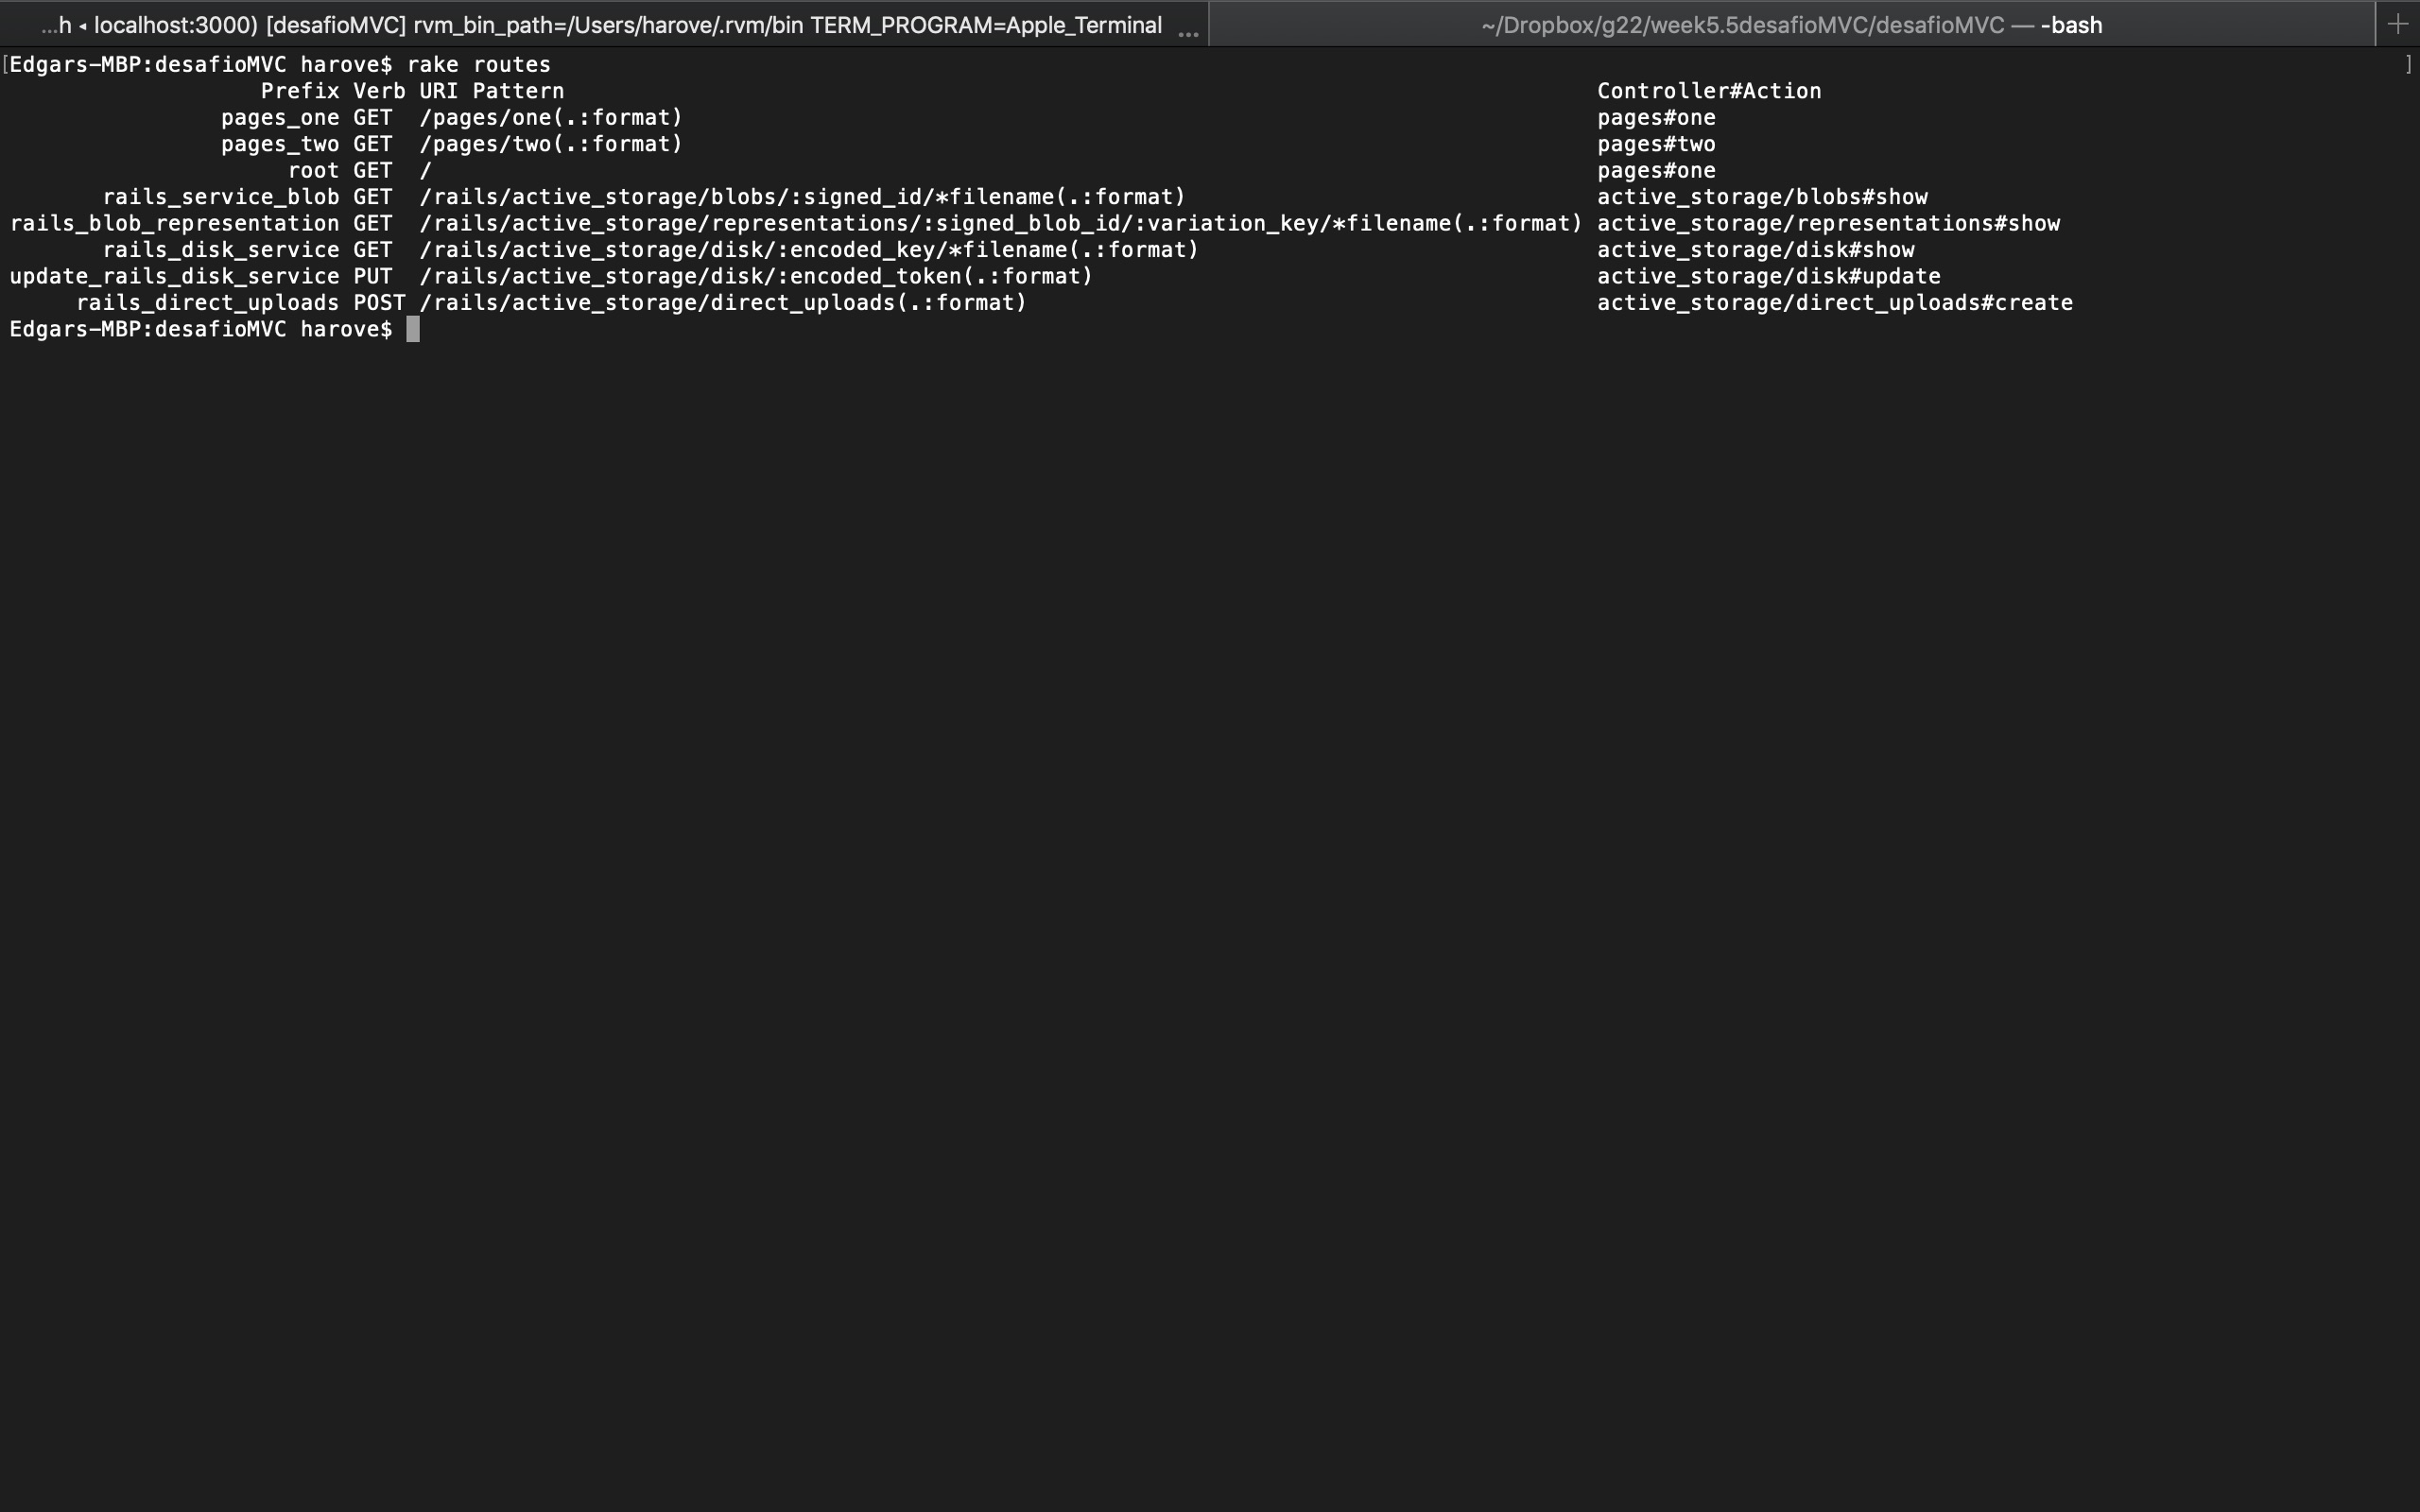 ...h ◂ localhost:3000) [desafioMVC] rvm_bin_path=/Users/harove/.rvm/bin TERM_PROGRAM=Apple_Terminal ...
~/Dropbox/g22/week5.5desafioMVC/desafioMVC — -bash +
[Edgars-MBP:desafioMVC harove$ rake routes ]
Prefix Verb URI Pattern Controller#Action
pages_one GET /pages/one(.:format) pages#one
pages_two GET /pages/two(.:format) pages#two
root GET / pages#one
rails_service_blob GET /rails/active_storage/blobs/:signed_id/*filename(.:format) active_storage/blobs#show
rails_blob_representation GET /rails/active_storage/representations/:signed_blob_id/:variation_key/*filename(.:format) active_storage/representations#show
rails_disk_service GET /rails/active_storage/disk/:encoded_key/*filename(.:format) active_storage/disk#show
update_rails_disk_service PUT /rails/active_storage/disk/:encoded_token(.:format) active_storage/disk#update
rails_direct_uploads POST /rails/active_storage/direct_uploads(.:format) active_storage/direct_uploads#create
Edgars-MBP:desafioMVC harove$